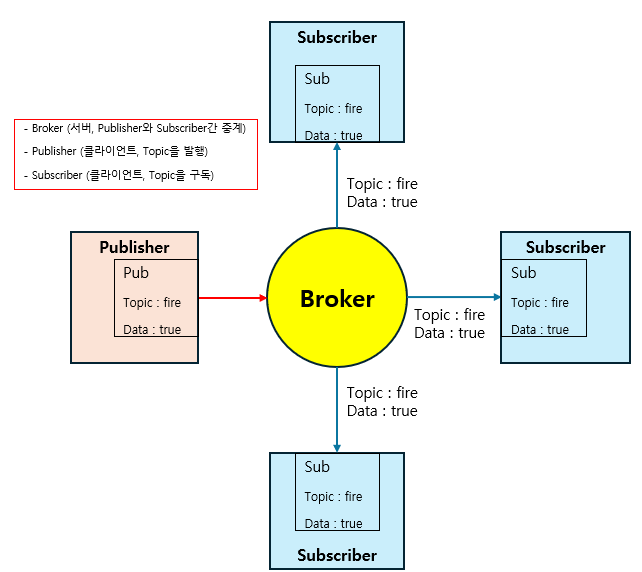 Subscriber
Sub
Topic : fire
Data : true
- Broker (서버, Publisher와 Subscriber간 중계)
- Publisher (클라이언트, Topic을 발행)
- Subscriber (클라이언트, Topic을 구독)
Topic : fire
Data : true
Publisher
Pub
Topic : fire
Data : true
Broker
Topic : fire
Data : true
Subscriber
Sub
Topic : fire
Data : true
Topic : fire
Data : true
Sub
Topic : fire
Data : true
Subscriber